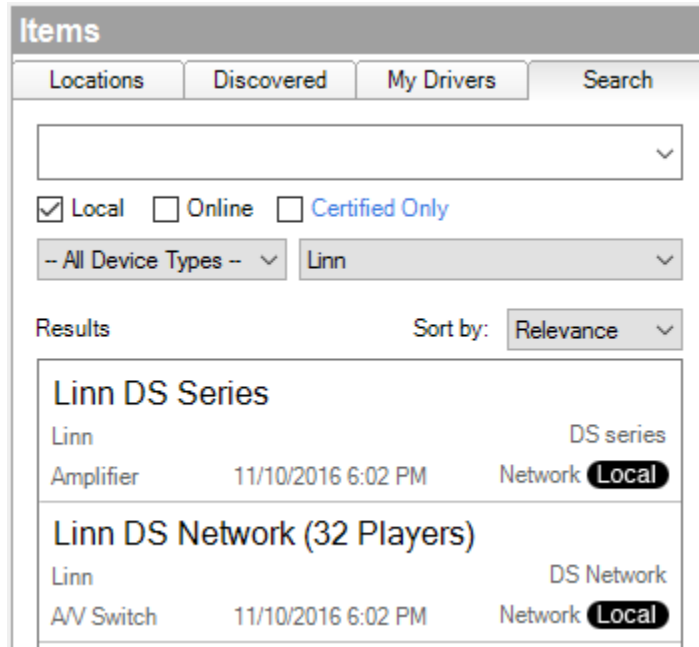 Items
Locations Discovered My Drivers Search
Local Online Certified Only
-- All Device Types -- Linn
Results Sort by: Relevance
Linn DS Series
Linn DS series
Amplifier 11/10/2016 6:02 PM Network Local
Linn DS Network (32 Players)
Linn DS Network
A/V Switch 11/10/2016 6:02 PM Network Local